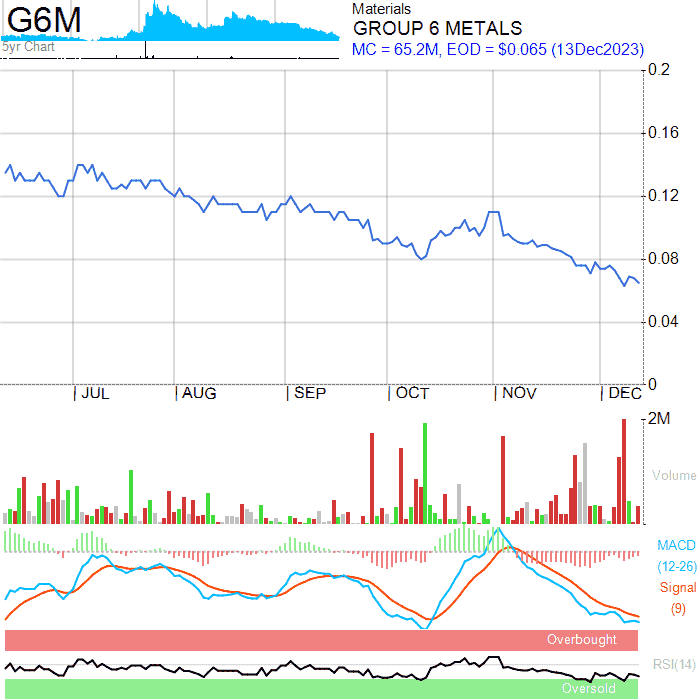 G6M
5yr Chart
Materials
GROUP 6 METALS
MC = 65.2M, EOD = $0.065 (13Dec2023)
0.2
0.16
0.12
0.08
0.04
0
JUL AUG SEP OCT NOV DEC
2M
Volume
MACD
(12-26)
Signal
(9)
Overbought
RSI(14)
Oversold